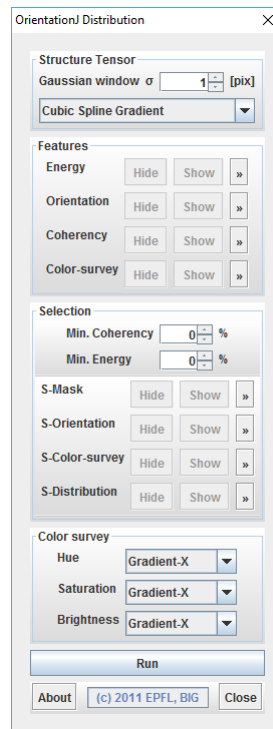 OrientationJ Distribution
Structure Tensor
Gaussian window σ 1 [pix]
Cubic Spline Gradient
Features
Energy Hide Show »
Orientation Hide Show »
Coherency Hide Show »
Color-survey Hide Show »
Selection
Min. Coherency 0 %
Min. Energy 0 %
S-Mask Hide Show »
S-Orientation Hide Show »
S-Color-survey Hide Show »
S-Distribution Hide Show »
Color survey
Hue Gradient-X
Saturation Gradient-X
Brightness Gradient-X
Run
About (c) 2011 EPFL, BIG Close